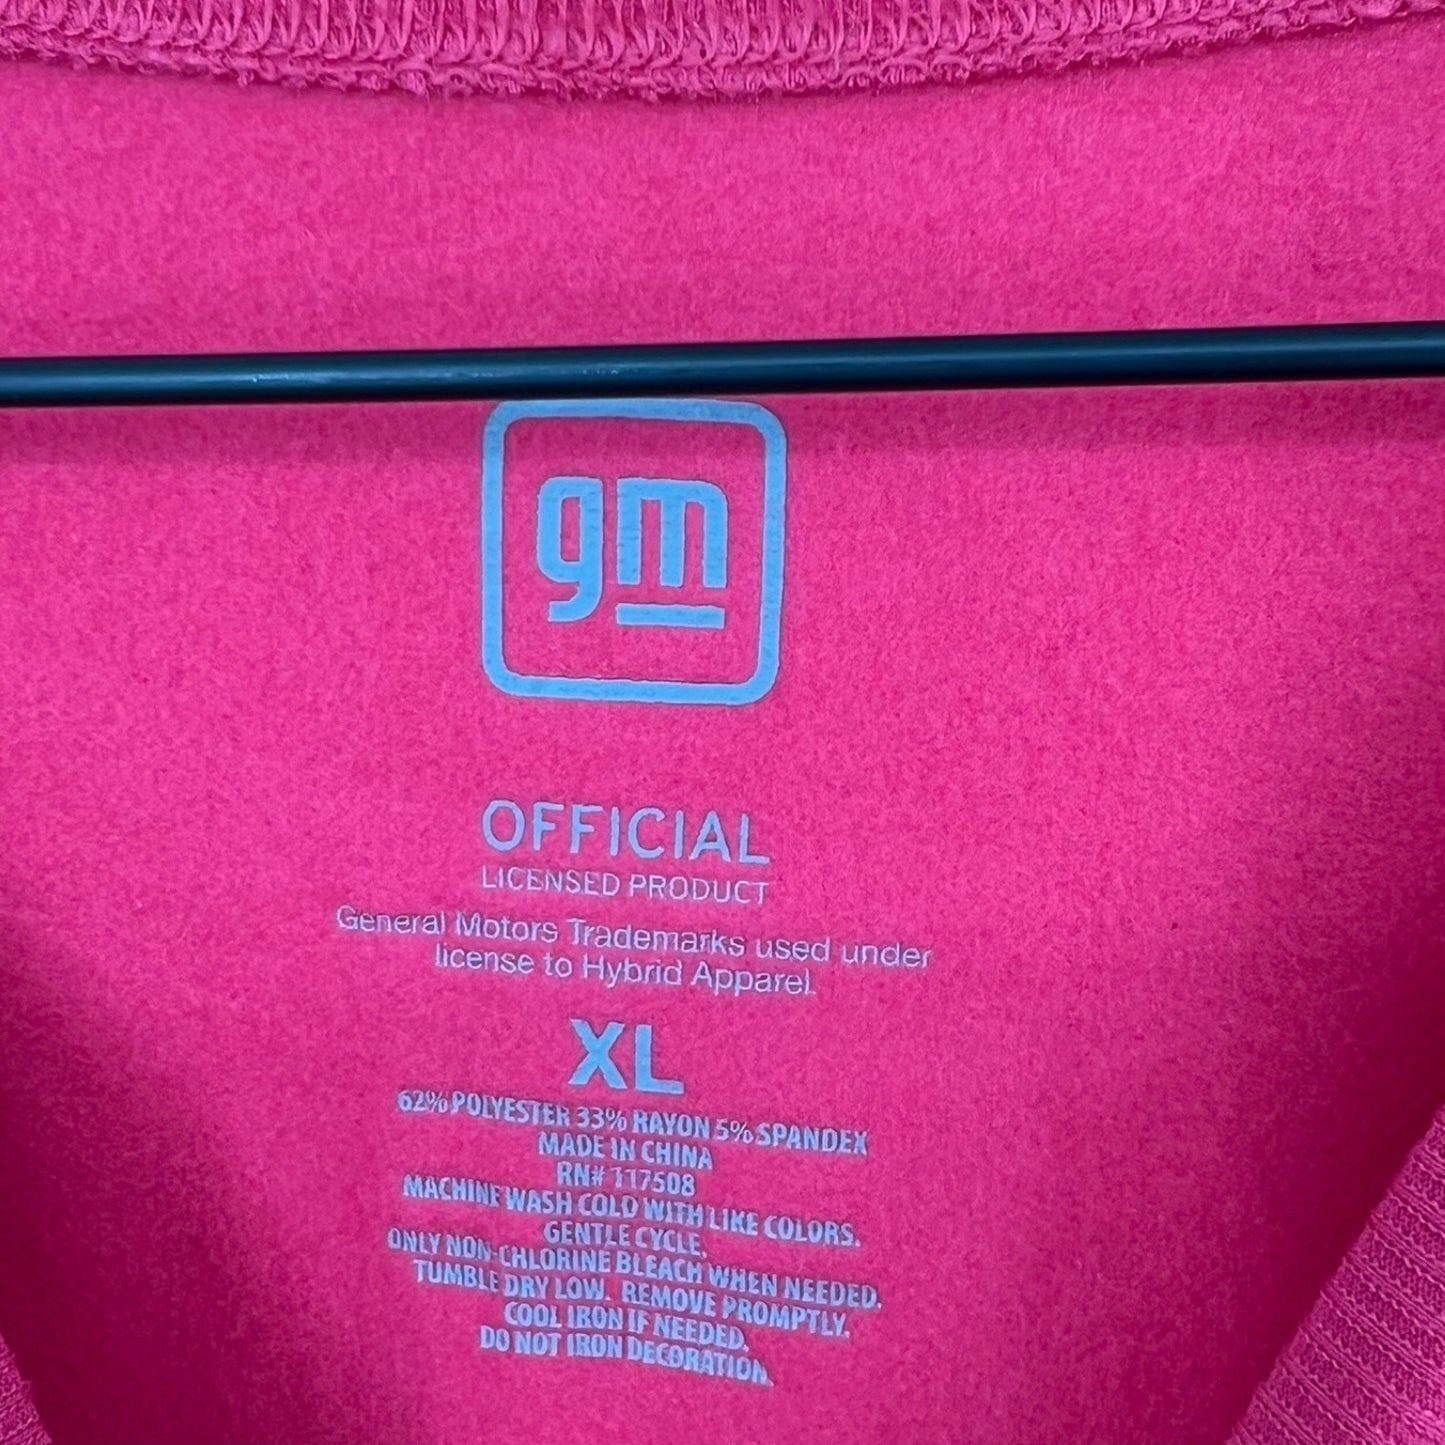 gm
OFFICIAL
LICENSED PRODUCT
General Motors Trademarks used under
license to Hybrid Apparel.
XL
62% POLYESTER 33% RAYON 5% SPANDEX
MADE IN CHINA
RN# 117508
MACHINE WASH COLD WITH LIKE COLORS.
GENTLE CYCLE.
ONLY NON-CHLORINE BLEACH WHEN NEEDED.
TUMBLE DRY LOW. REMOVE PROMPTLY.
COOL IRON IF NEEDED.
DO NOT IRON DECORATION.